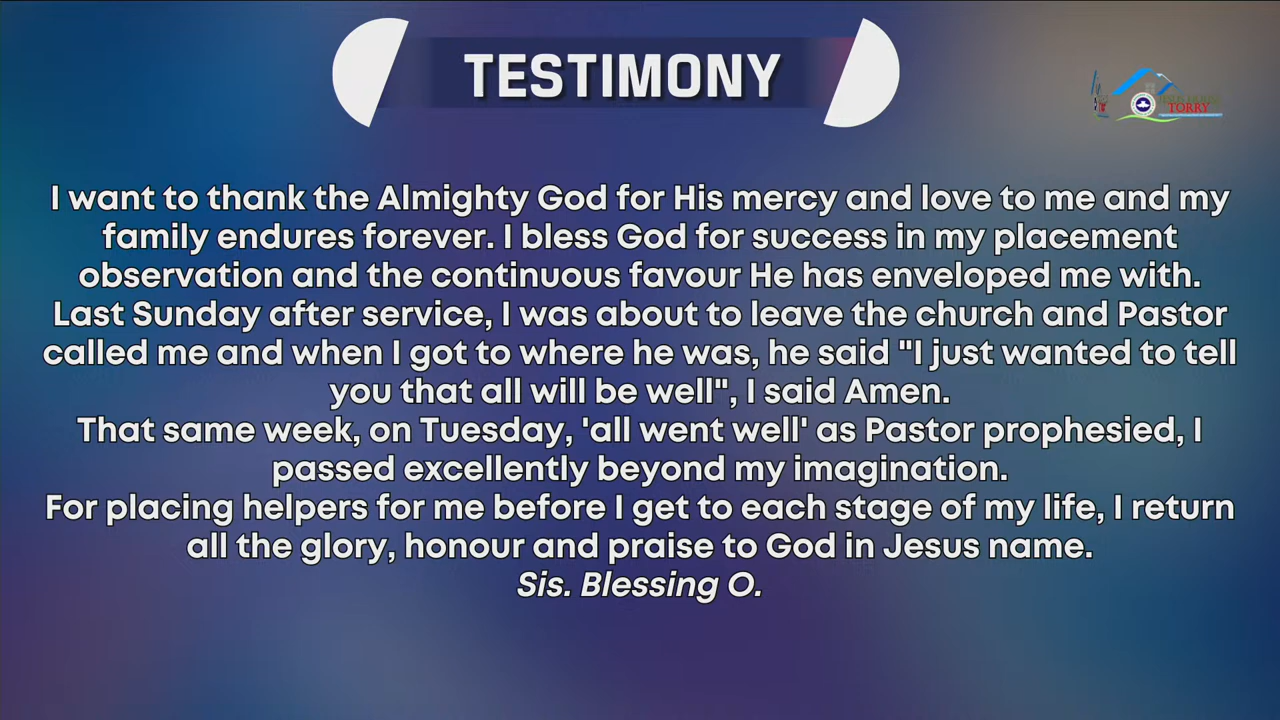 TESTIMONY
TORRY
I want to thank the Almighty God for His mercy and love to me and my
family endures forever. I bless God for success in my placement
observation and the continuous favour He has enveloped me with.
Last Sunday after service, I was about to leave the church and Pastor
called me and when I got to where he was, he said "I just wanted to tell
you that all will be well", I said Amen.
That same week, on Tuesday, 'all went well' as Pastor prophesied, I
passed excellently beyond my imagination.
For placing helpers for me before I get to each stage of my life, I return
all the glory, honour and praise to God in Jesus name.
Sis. Blessing O.